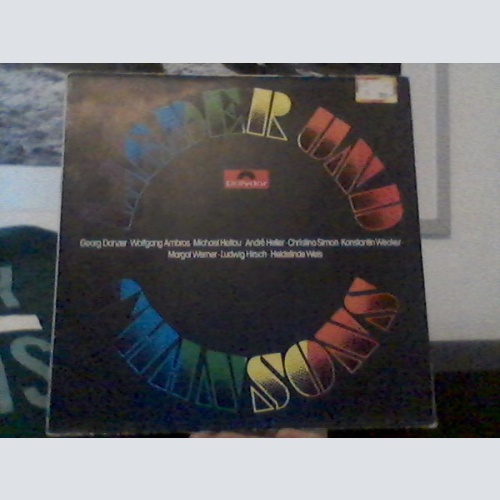 LIEDER UND
Polydor
Georg Danzer · Wolfgang Ambros · Michael Heltau · André Heller · Christina Simon · Konstantin Wecker ·
Margot Werner · Ludwig Hirsch · Heidelinde Weis
CHANSONS